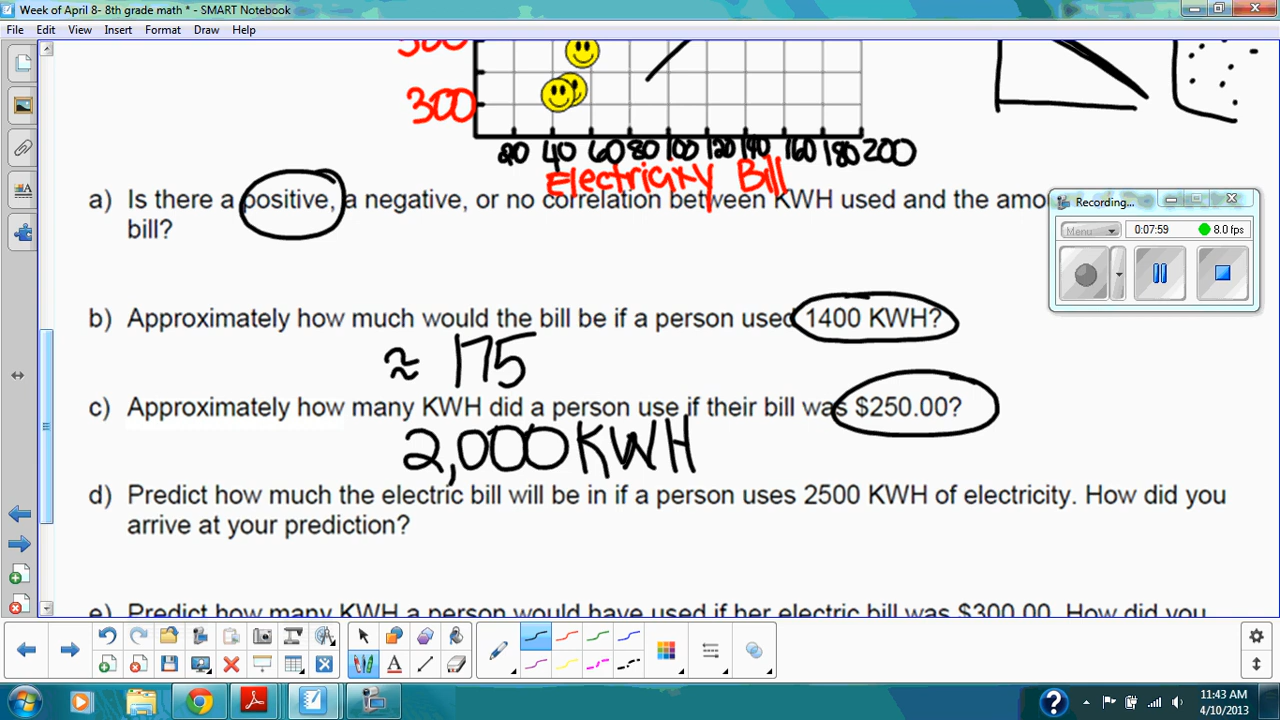 Week of April 8- 8th grade math * - SMART Notebook
File Edit View Insert Format Draw Help
300
20 40 60 80 100 120 140 160 180 200
Electricity Bill
a) Is there a positive, a negative, or no correlation between KWH used and the amo
bill?
Recording...
Menu: 0:07:59 8.0 fps
b) Approximately how much would the bill be if a person used 1400 KWH?
≈ 175
c) Approximately how many KWH did a person use if their bill was $250.00?
2,000 KWH
d) Predict how much the electric bill will be in if a person uses 2500 KWH of electricity. How did you
arrive at your prediction?
e) Predict how many KWH a person would have used if her electric bill was $300.00. How did you
11:43 AM
4/10/2013